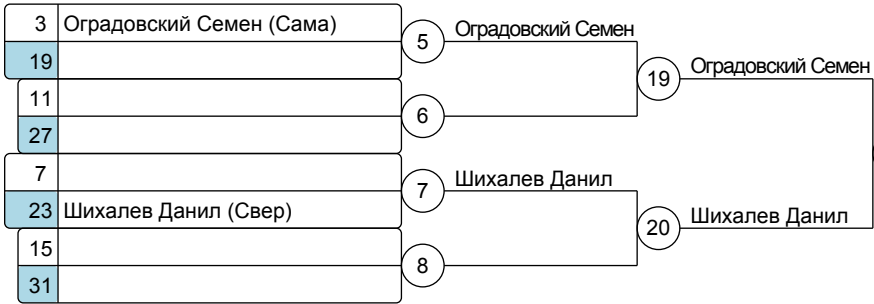 3 Оградовский Семен (Сама)
19
5 Оградовский Семен
11
27
6
19 Оградовский Семен
7
23 Шихалев Данил (Свер)
7 Шихалев Данил
15
31
8
20 Шихалев Данил